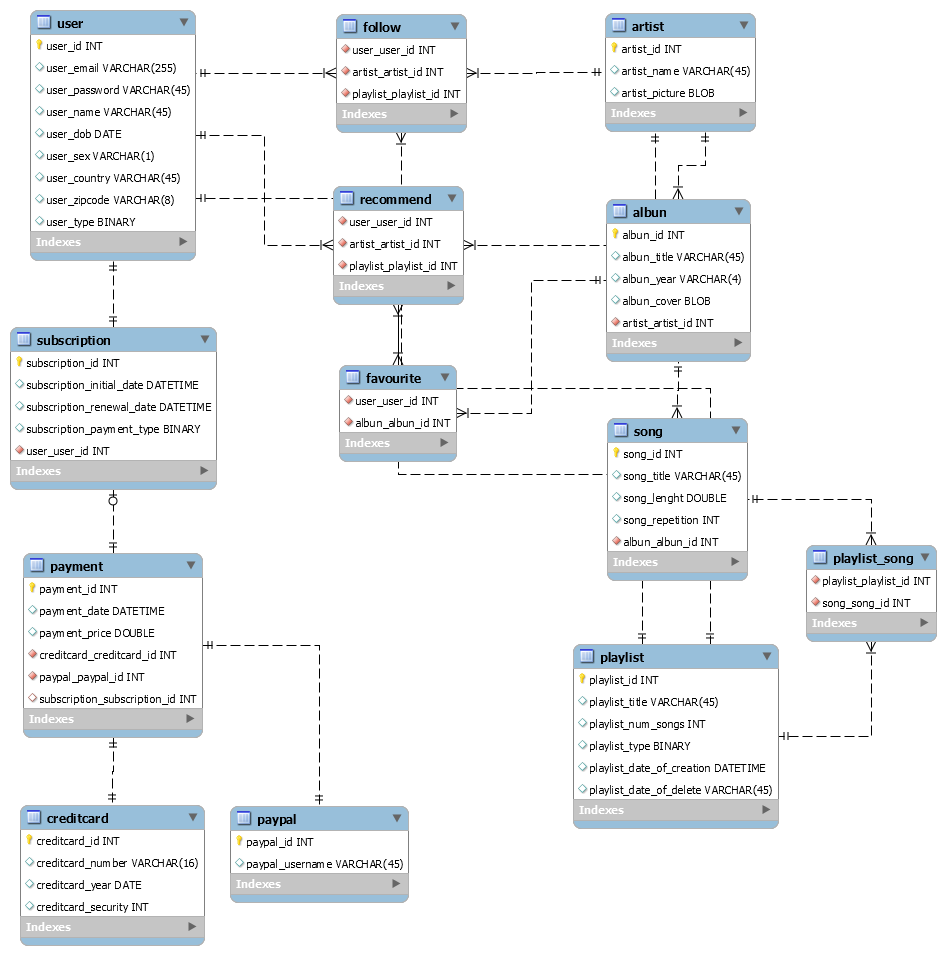 user
user_id INT
user_email VARCHAR(255)
user_password VARCHAR(45)
user_name VARCHAR(45)
user_dob DATE
user_sex VARCHAR(1)
user_country VARCHAR(45)
user_zipcode VARCHAR(8)
user_type BINARY
Indexes
follow
user_user_id INT
artist_artist_id INT
playlist_playlist_id INT
Indexes
artist
artist_id INT
artist_name VARCHAR(45)
artist_picture BLOB
Indexes
recommend
user_user_id INT
artist_artist_id INT
playlist_playlist_id INT
Indexes
albun
albun_id INT
albun_title VARCHAR(45)
albun_year VARCHAR(4)
albun_cover BLOB
artist_artist_id INT
Indexes
subscription
subscription_id INT
subscription_initial_date DATETIME
subscription_renewal_date DATETIME
subscription_payment_type BINARY
user_user_id INT
Indexes
favourite
user_user_id INT
albun_albun_id INT
Indexes
song
song_id INT
song_title VARCHAR(45)
song_lenght DOUBLE
song_repetition INT
albun_albun_id INT
Indexes
playlist_song
playlist_playlist_id INT
song_song_id INT
Indexes
payment
payment_id INT
payment_date DATETIME
payment_price DOUBLE
creditcard_creditcard_id INT
paypal_paypal_id INT
subscription_subscription_id INT
Indexes
playlist
playlist_id INT
playlist_title VARCHAR(45)
playlist_num_songs INT
playlist_type BINARY
playlist_date_of_creation DATETIME
playlist_date_of_delete VARCHAR(45)
Indexes
creditcard
creditcard_id INT
creditcard_number VARCHAR(16)
creditcard_year DATE
creditcard_security INT
Indexes
paypal
paypal_id INT
paypal_username VARCHAR(45)
Indexes